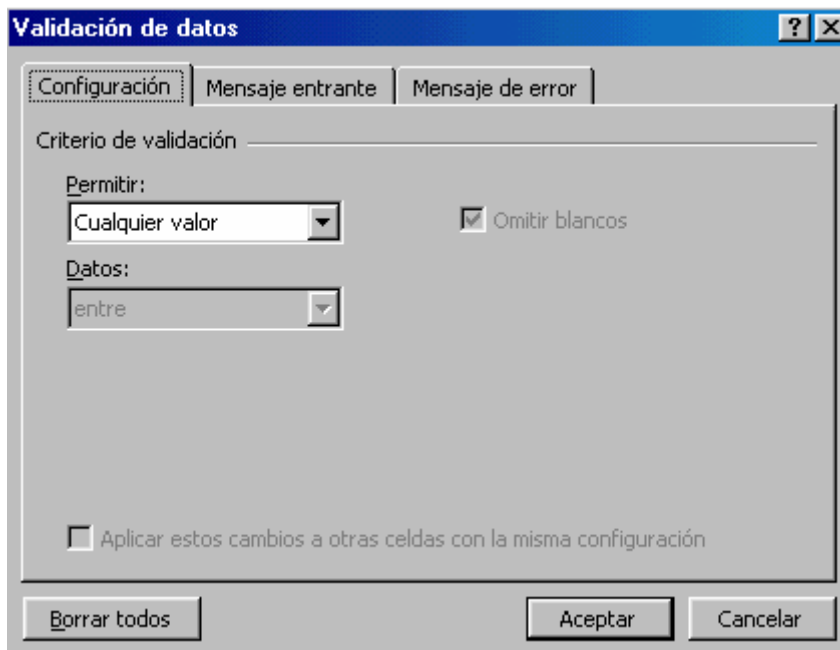 Validación de datos
Configuración
Mensaje entrante
Mensaje de error
Criterio de validación
Permitir:
Cualquier valor
Omitir blancos
Datos:
entre
Aplicar estos cambios a otras celdas con la misma configuración
Borrar todos
Aceptar
Cancelar